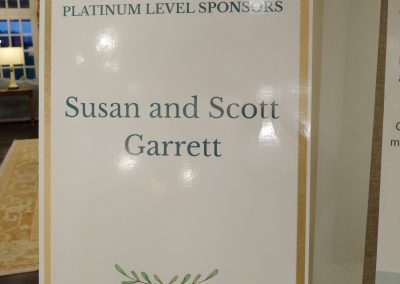 PLATINUM LEVEL SPONSORS
Susan and Scott
Garrett